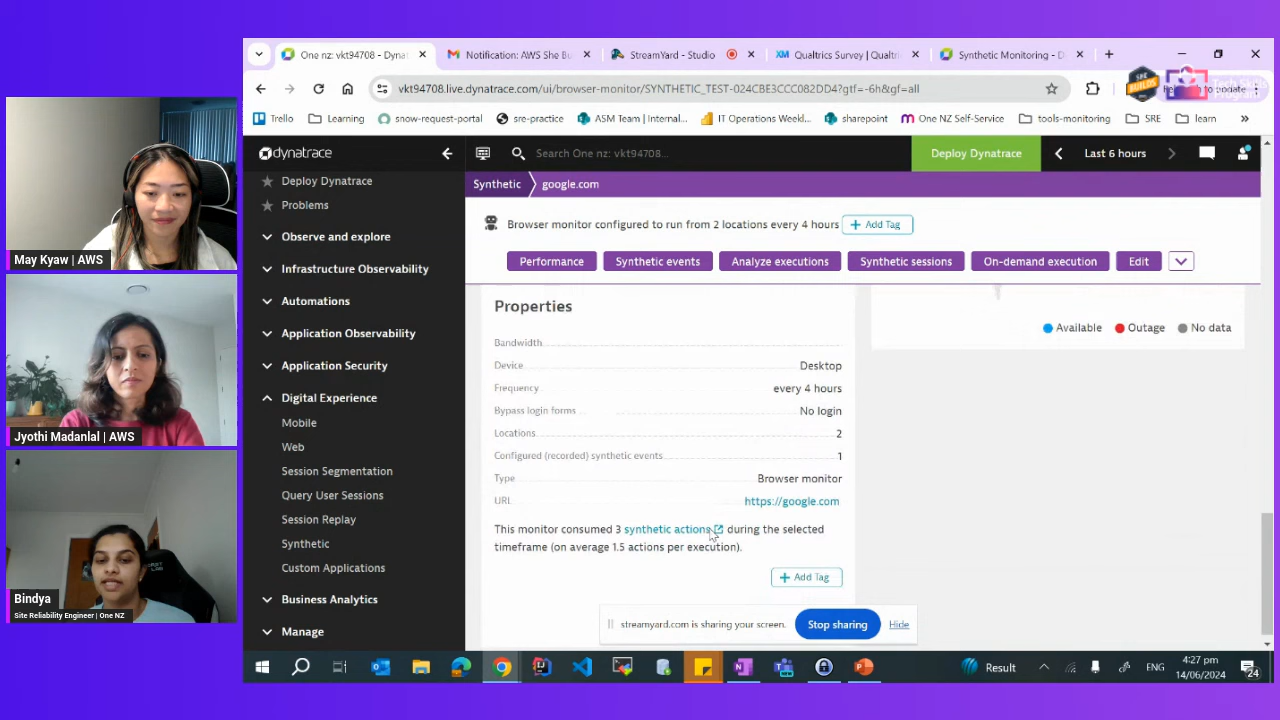 One nz: vkt94708 - Dynat
Notification: AWS She Bu
StreamYard - Studio
Qualtrics Survey | Qualtri
Synthetic Monitoring - D
vkt94708.live.dynatrace.com/ui/browser-monitor/SYNTHETIC_TEST-024CBE3CCC082DD4?gtf=-6h&gf=all
Trello
Learning
snow-request-portal
sre-practice
ASM Team | Internal...
IT Operations Weekl...
sharepoint
One NZ Self-Service
tools-monitoring
SRE
learn
dynatrace
Search One nz: vkt94708...
Deploy Dynatrace
Last 6 hours
Deploy Dynatrace
Problems
Observe and explore
Infrastructure Observability
Automations
Application Observability
Application Security
Digital Experience
Mobile
Web
Session Segmentation
Query User Sessions
Session Replay
Synthetic
Custom Applications
Business Analytics
Manage
Synthetic
google.com
Browser monitor configured to run from 2 locations every 4 hours
Add Tag
Performance
Synthetic events
Analyze executions
Synthetic sessions
On-demand execution
Edit
Properties
Bandwidth
Device Desktop
Frequency every 4 hours
Bypass login forms No login
Locations 2
Configured (recorded) synthetic events 1
Type Browser monitor
URL https://google.com
This monitor consumed 3 synthetic actions during the selected
timeframe (on average 1.5 actions per execution).
Add Tag
Available
Outage
No data
streamyard.com is sharing your screen.
Stop sharing
Hide
Result
ENG
4:27 pm
14/06/2024
24
May Kyaw | AWS
Jyothi Madanlal | AWS
Bindya
Site Reliability Engineer | One NZ